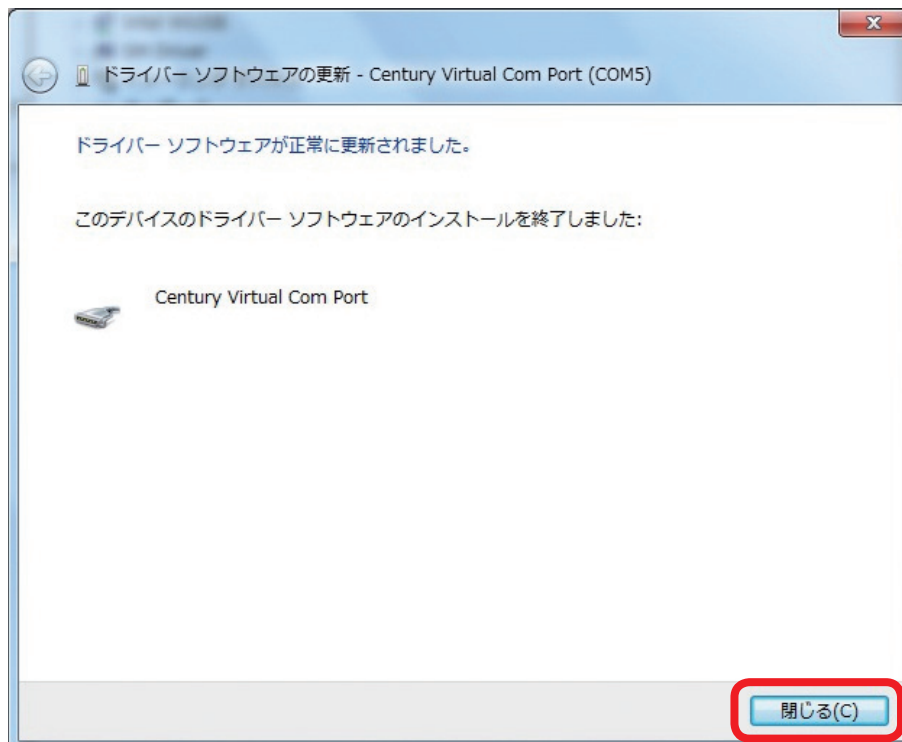 ドライバー ソフトウェアの更新 - Century Virtual Com Port (COM5)
ドライバー ソフトウェアが正常に更新されました。
このデバイスのドライバー ソフトウェアのインストールを終了しました:
Century Virtual Com Port
閉じる(C)